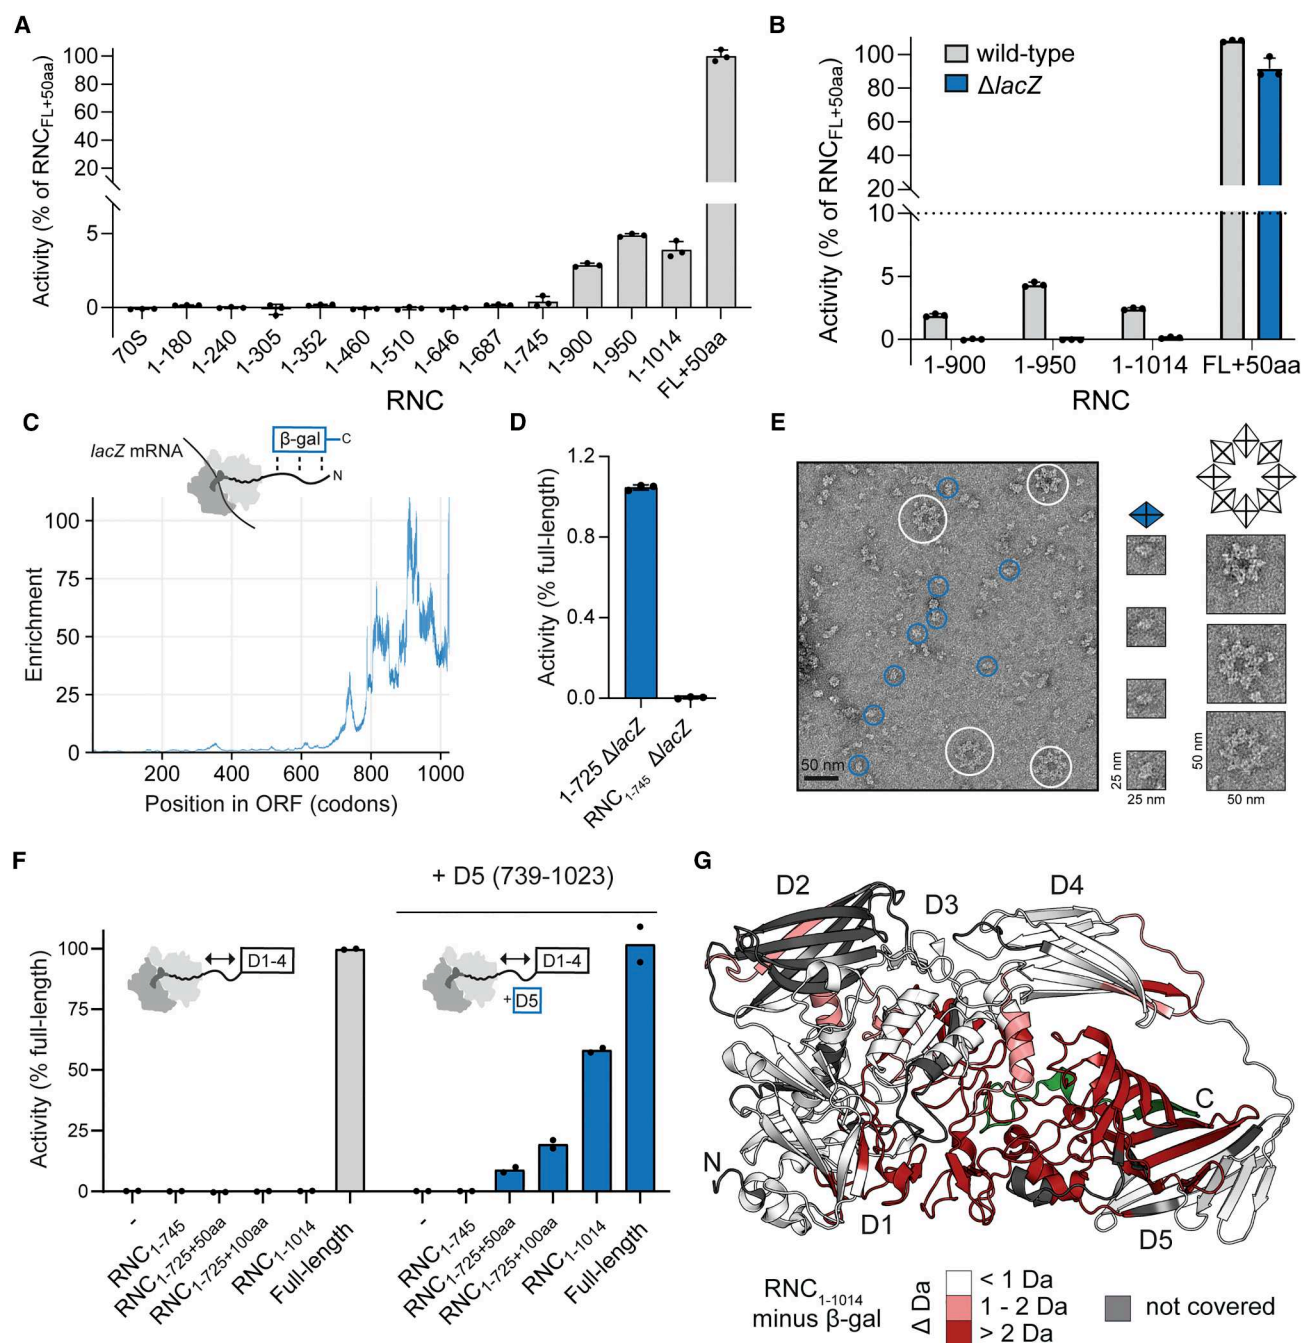 A
Activity (% of RNC_FL+50aa)
100
80
60
40
20
5
0
70S
1-180
1-240
1-305
1-352
1-460
1-510
1-646
1-687
1-745
1-900
1-950
1-1014
FL+50aa
RNC
B
Activity (% of RNC_FL+50aa)
100
80
60
40
20
10
5
0
wild-type
ΔlacZ
1-900
1-950
1-1014
FL+50aa
RNC
C
lacZ mRNA
β-gal
C
N
Enrichment
100
75
50
25
0
200
400
600
800
1000
Position in ORF (codons)
D
Activity (% full-length)
1.2
0.8
0.4
0.0
1-725 ΔlacZ
RNC1-745 ΔlacZ
E
50 nm
25 nm
25 nm
50 nm
50 nm
F
+ D5 (739-1023)
Activity (% full-length)
100
75
50
25
0
D1-4
D1-4
+ D5
-
RNC1-745
RNC1-725+50aa
RNC1-725+100aa
RNC1-1014
Full-length
-
RNC1-745
RNC1-725+50aa
RNC1-725+100aa
RNC1-1014
Full-length
G
D2
D3
D4
C
N
D1
D5
RNC1-1014
minus β-gal
Δ Da
< 1 Da
1 - 2 Da
> 2 Da
not covered